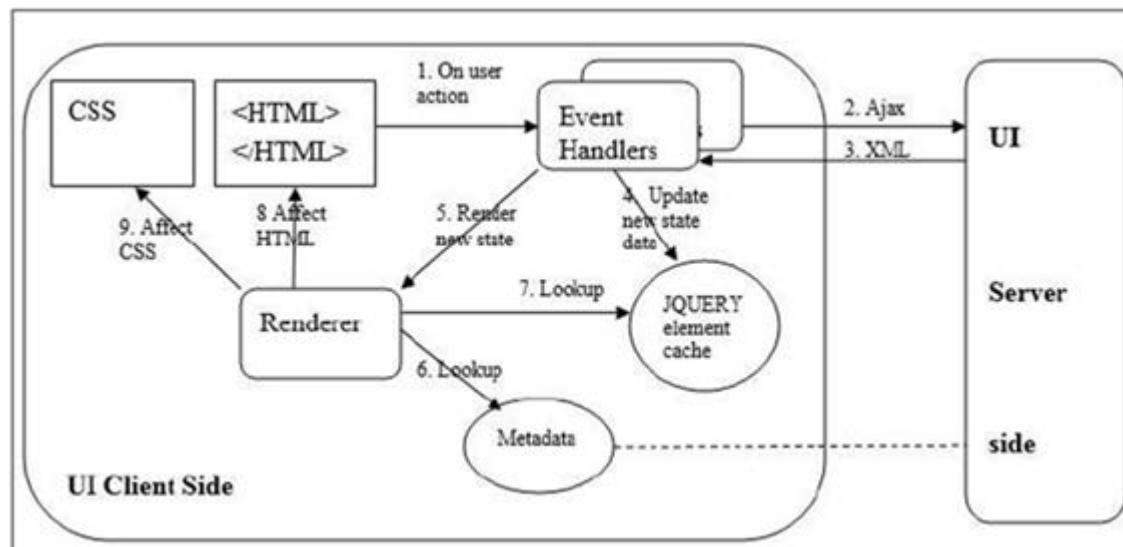 CSS
<HTML>
</HTML>
1. On user
action
Event
Handlers
s
2. Ajax
3. XML
UI
Server
side
9. Affect
CSS
8 Affect
HTML
5. Render
new state
4. Update
new state
data
7. Lookup
JQUERY
element
cache
Renderer
6. Lookup
Metadata
UI Client Side